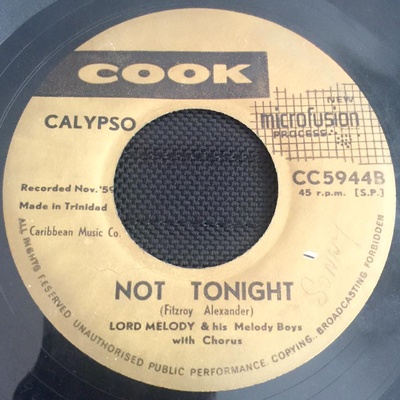 COOK
CALYPSO
NEW
microfusion
PROCESS
Recorded Nov.'59
Made in Trinidad
Caribbean Music Co.
CC5944B
45 r.p.m. [S.P.]
NOT TONIGHT
(Fitzroy Alexander)
LORD MELODY & his Melody Boys
with Chorus
ALL RIGHTS RESERVED UNAUTHORISED PUBLIC PERFORMANCE COPYING.. BROADCASTING FORBIDDEN